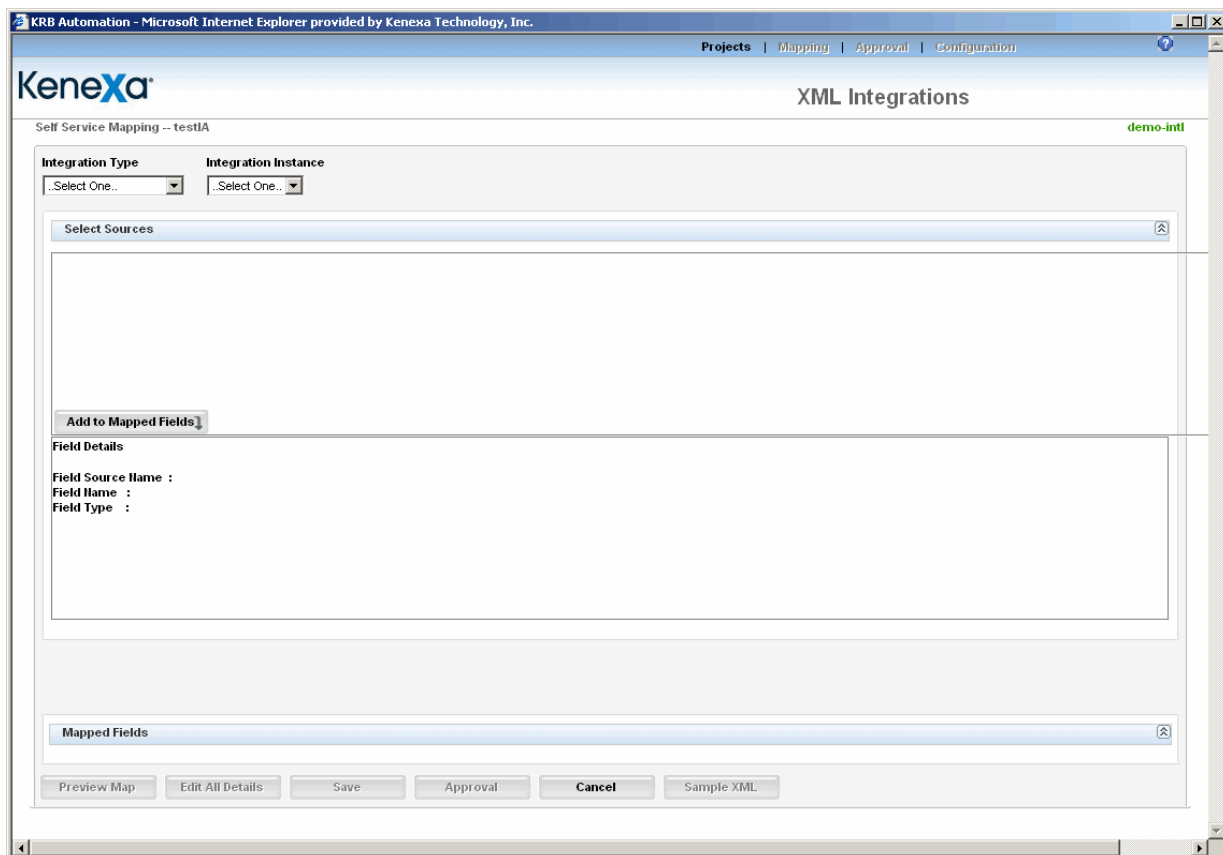 KRB Automation - Microsoft Internet Explorer provided by Kenexa Technology, Inc.
Projects | Mapping | Approval | Configuration
Kenexa®
XML Integrations
Self Service Mapping -- testIA demo-intl
Integration Type Integration Instance
..Select One.. ..Select One..
Select Sources
Add to Mapped Fields
Field Details
Field Source Name :
Field Name :
Field Type :
Mapped Fields
Preview Map Edit All Details Save Approval Cancel Sample XML